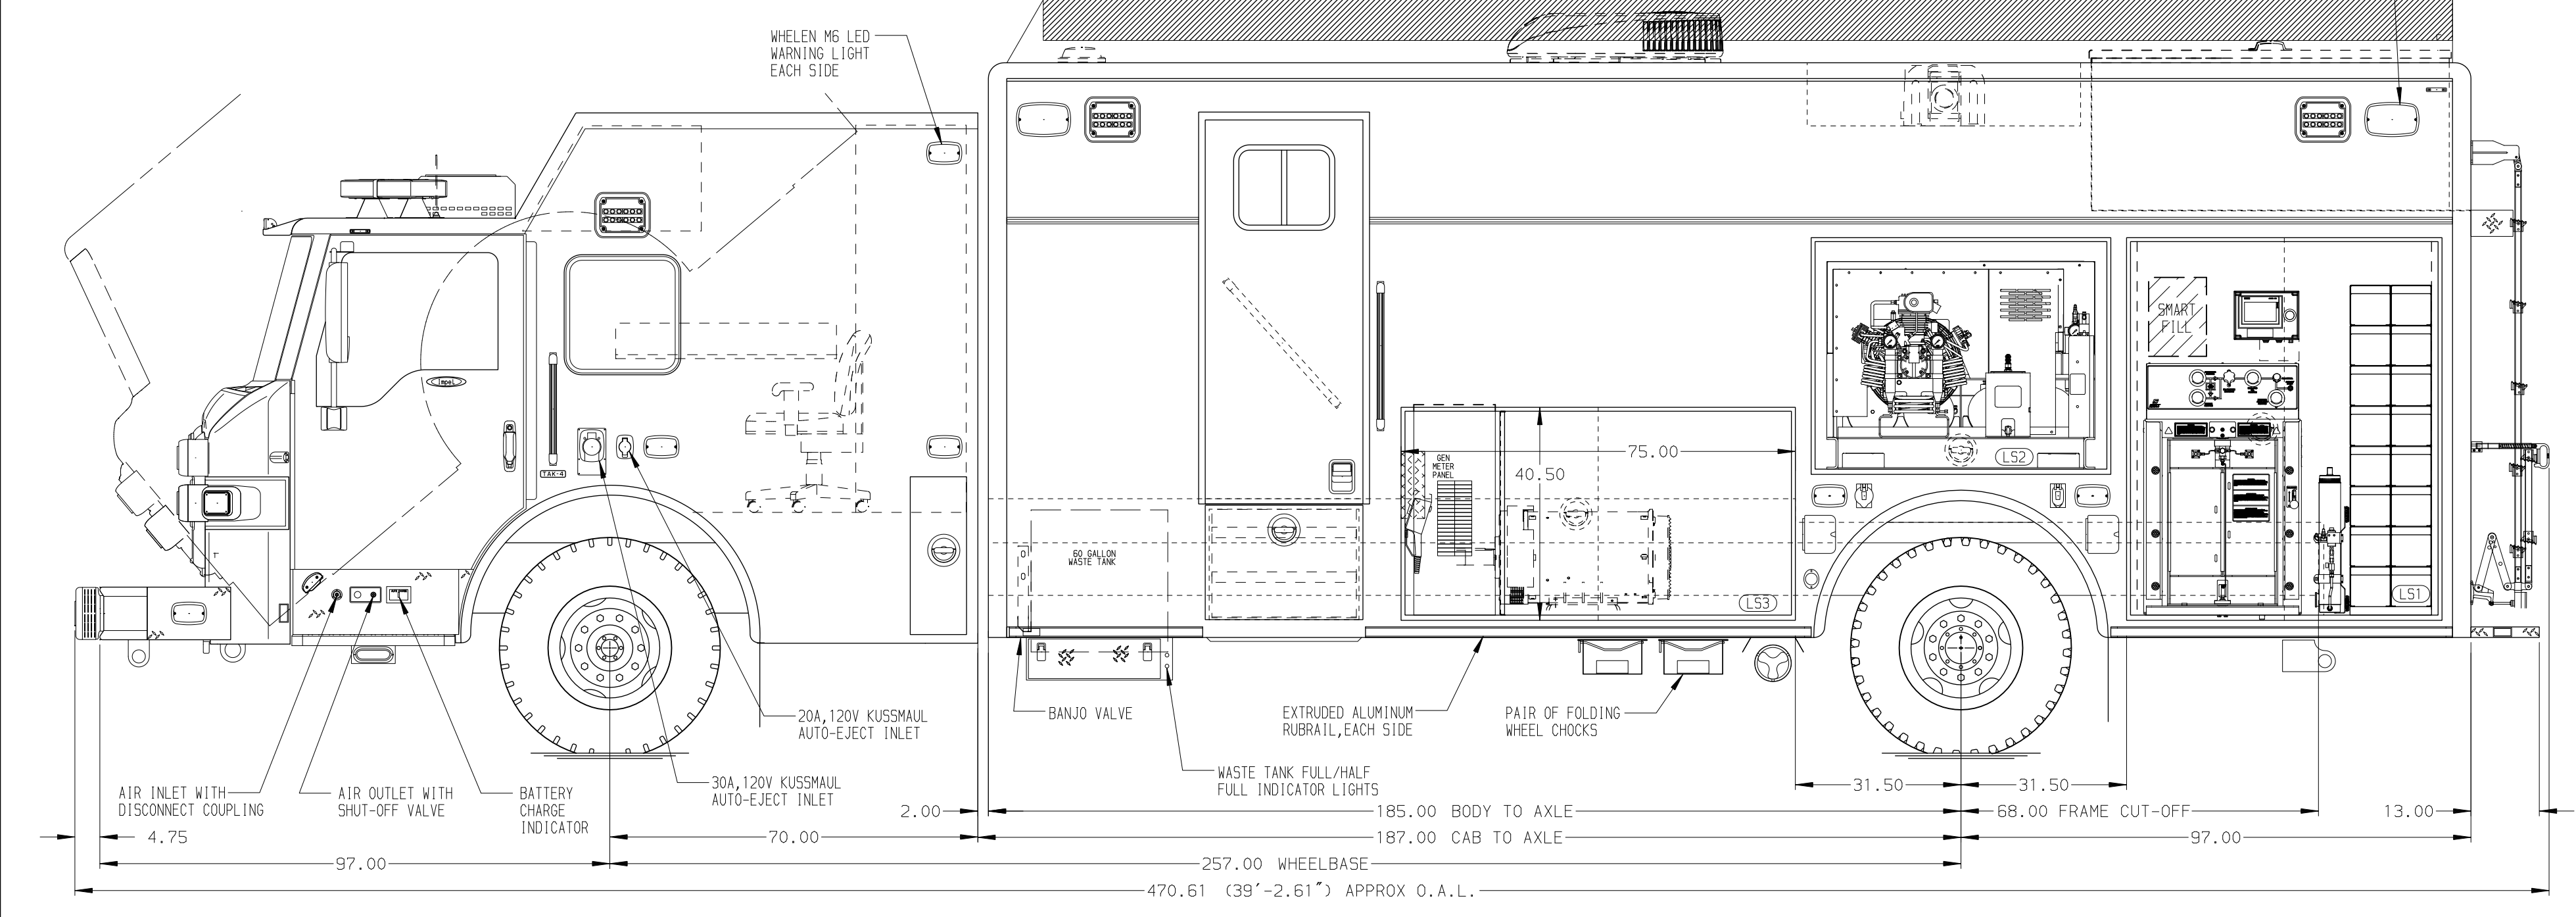 WHELEN M6 LED
WARNING LIGHT
EACH SIDE
Impel
TAK-4
SMART
FILL
GEN
METER
PANEL
75.00
40.50
LS2
LS3
LS1
60 GALLON
WASTE TANK
BANJO VALVE
EXTRUDED ALUMINUM
RUBRAIL,EACH SIDE
PAIR OF FOLDING
WHEEL CHOCKS
20A,120V KUSSMAUL
AUTO-EJECT INLET
WASTE TANK FULL/HALF
FULL INDICATOR LIGHTS
30A,120V KUSSMAUL
AUTO-EJECT INLET
AIR INLET WITH
DISCONNECT COUPLING
AIR OUTLET WITH
SHUT-OFF VALVE
BATTERY
CHARGE
INDICATOR
31.50
31.50
2.00
185.00 BODY TO AXLE
68.00 FRAME CUT-OFF
13.00
4.75
70.00
187.00 CAB TO AXLE
97.00
97.00
257.00 WHEELBASE
470.61 (39'-2.61") APPROX O.A.L.